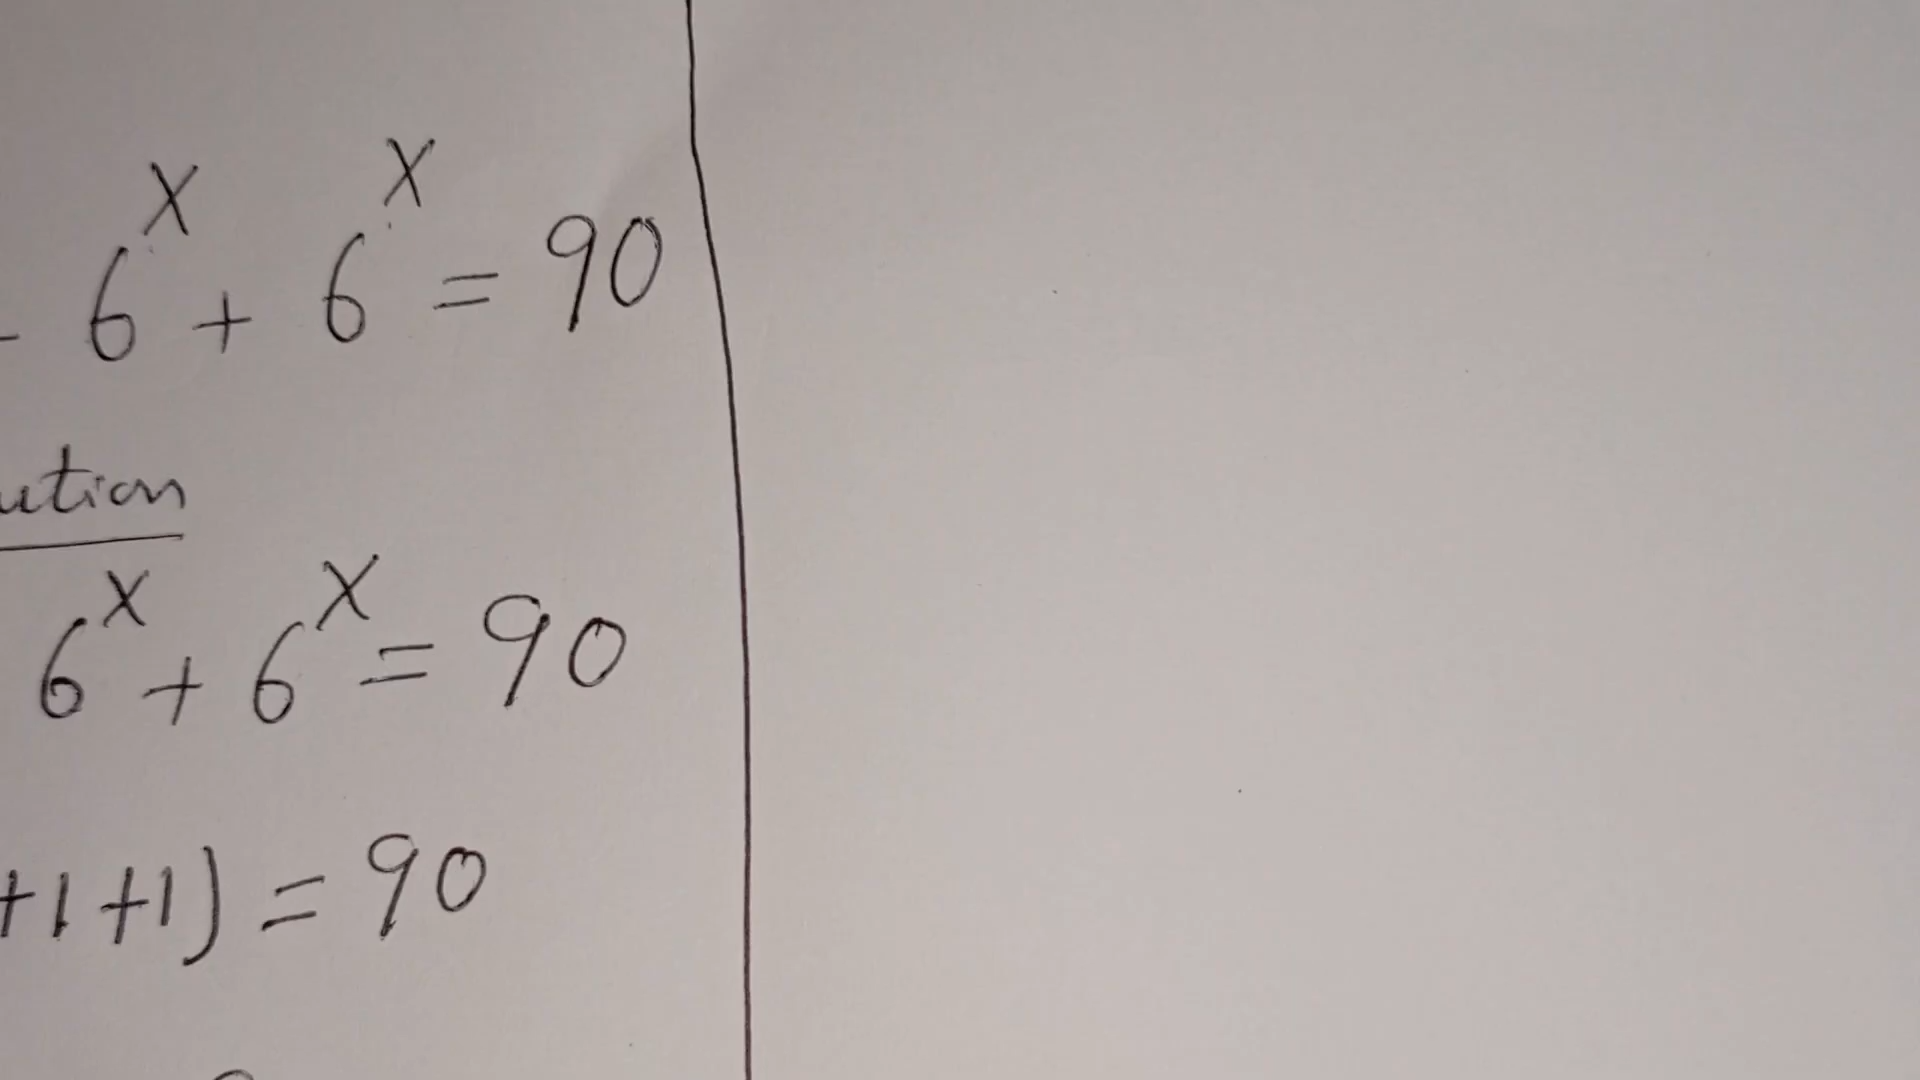 - 6^x + 6^x = 90
ution
6^x + 6^x = 90
+1+1) = 90